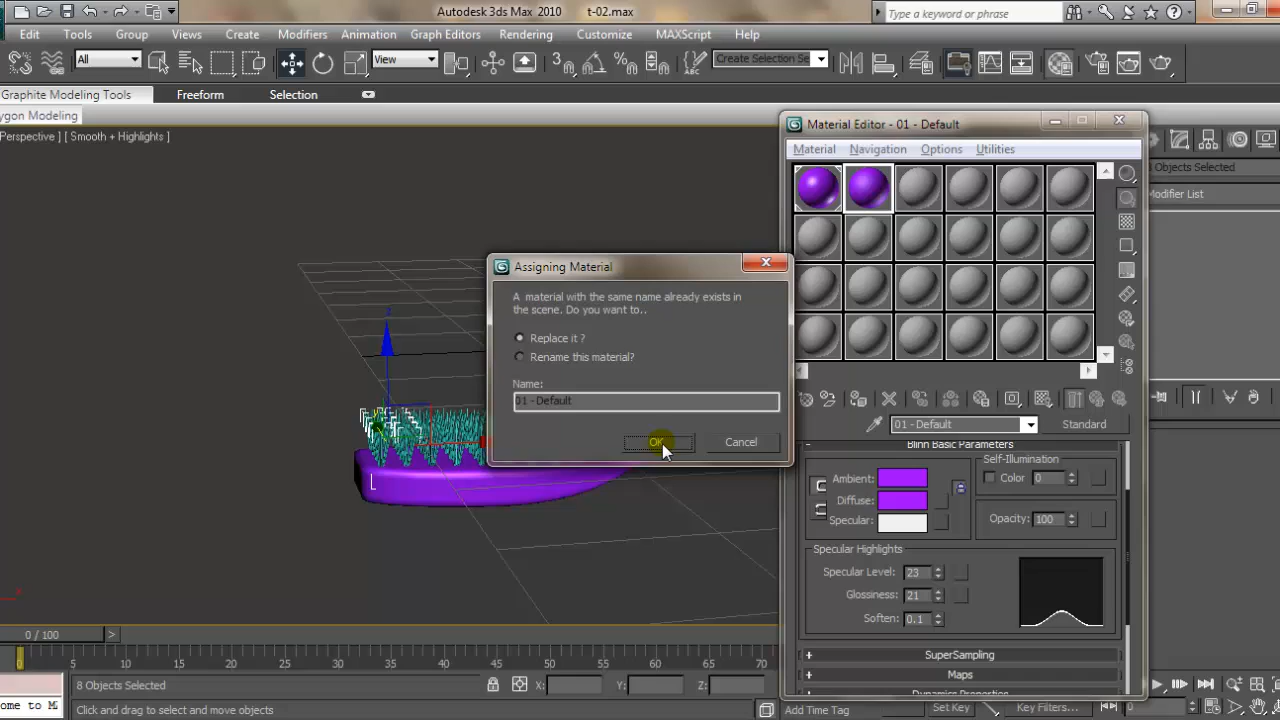 Autodesk 3ds Max 2010 t-02.max
Type a keyword or phrase
Edit Tools Group Views Create Modifiers Animation Graph Editors Rendering Customize MAXScript Help
All View Create Selection Se
Graphite Modeling Tools Freeform Selection
ygon Modeling
Perspective ] [ Smooth + Highlights ]
Material Editor - 01 - Default
Material Navigation Options Utilities
Objects Selected
Modifier List
Assigning Material
A material with the same name already exists in
the scene. Do you want to..
Replace it ?
Rename this material?
Name:
01 - Default
OK Cancel
01 - Default Standard
Blinn Basic Parameters
Self-Illumination
Ambient: Color 0
Diffuse:
Specular: Opacity: 100
Specular Highlights
Specular Level: 23
Glossiness: 21
Soften: 0.1
SuperSampling
Maps
Dynamics Properties
z
x
0 / 100 >
0 5 10 15 20 25 30 35 40 45 50 55 60 65 70
8 Objects Selected X: Y: Z:
ome to M
Click and drag to select and move objects
Add Time Tag Set Key Key Filters... 0